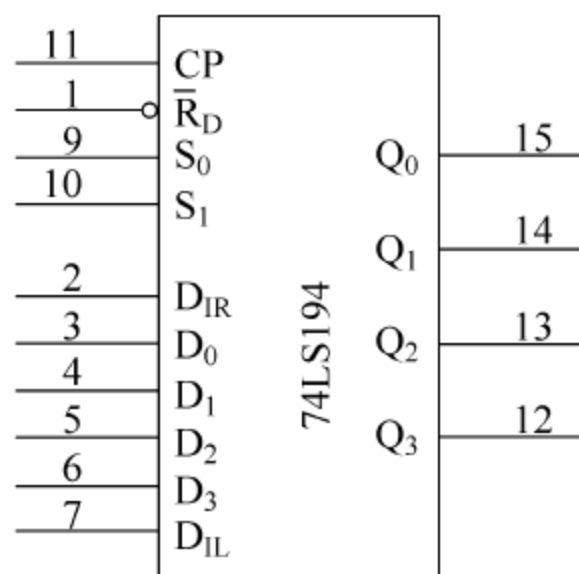 11 CP
1 R̅D
9 S0
Q0 15
10 S1
Q1 14
2 DIR
3 D0
Q2 13
4 D1
5 D2
Q3 12
6 D3
7 DIL
74LS194